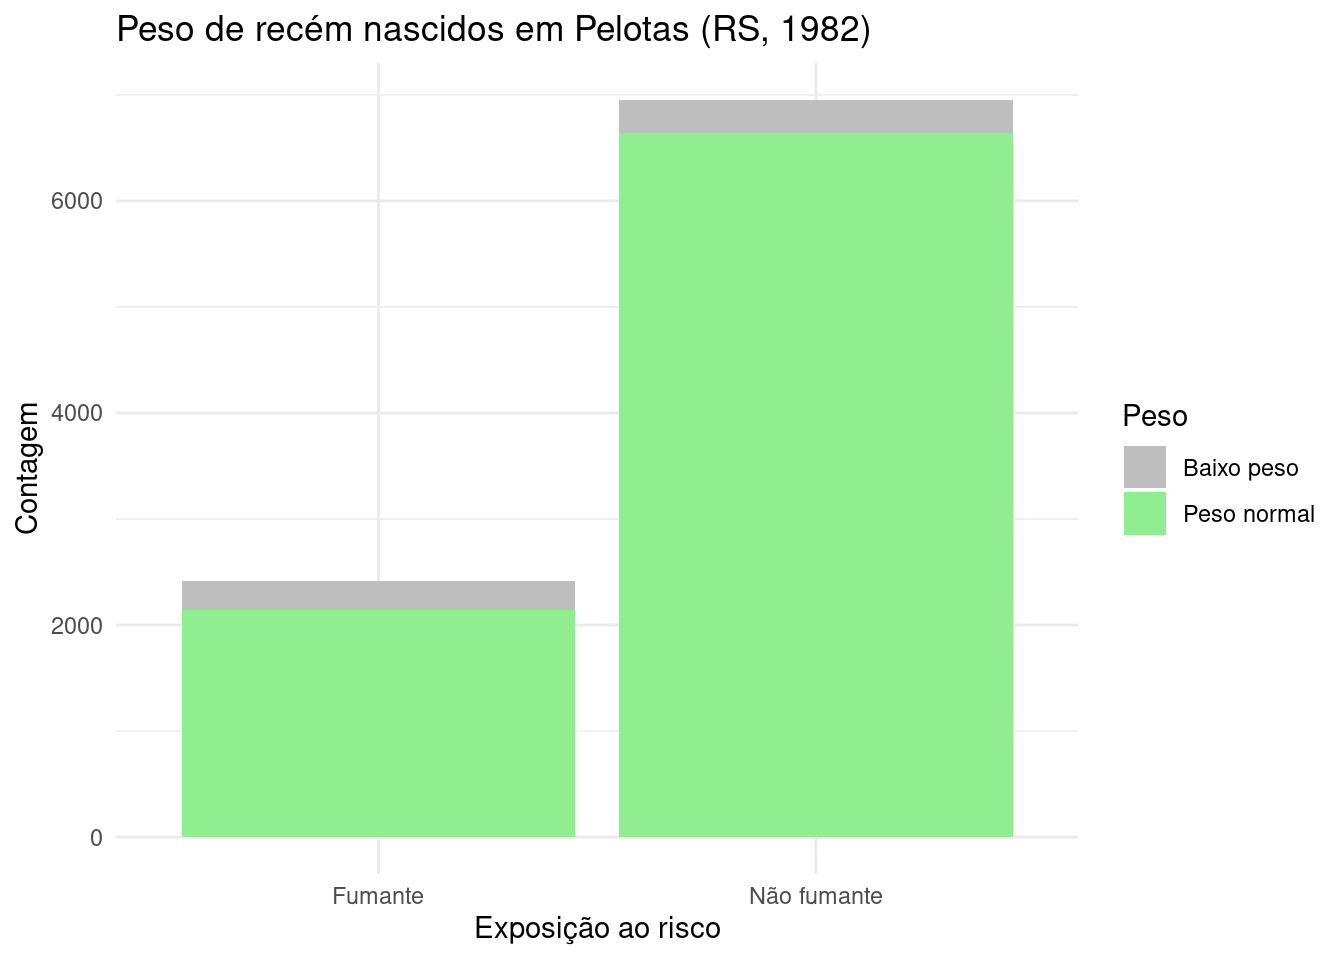 Peso de recém nascidos em Pelotas (RS, 1982)
6000
4000
2000
0
Contagem
Fumante
Não fumante
Exposição ao risco
Peso
Baixo peso
Peso normal